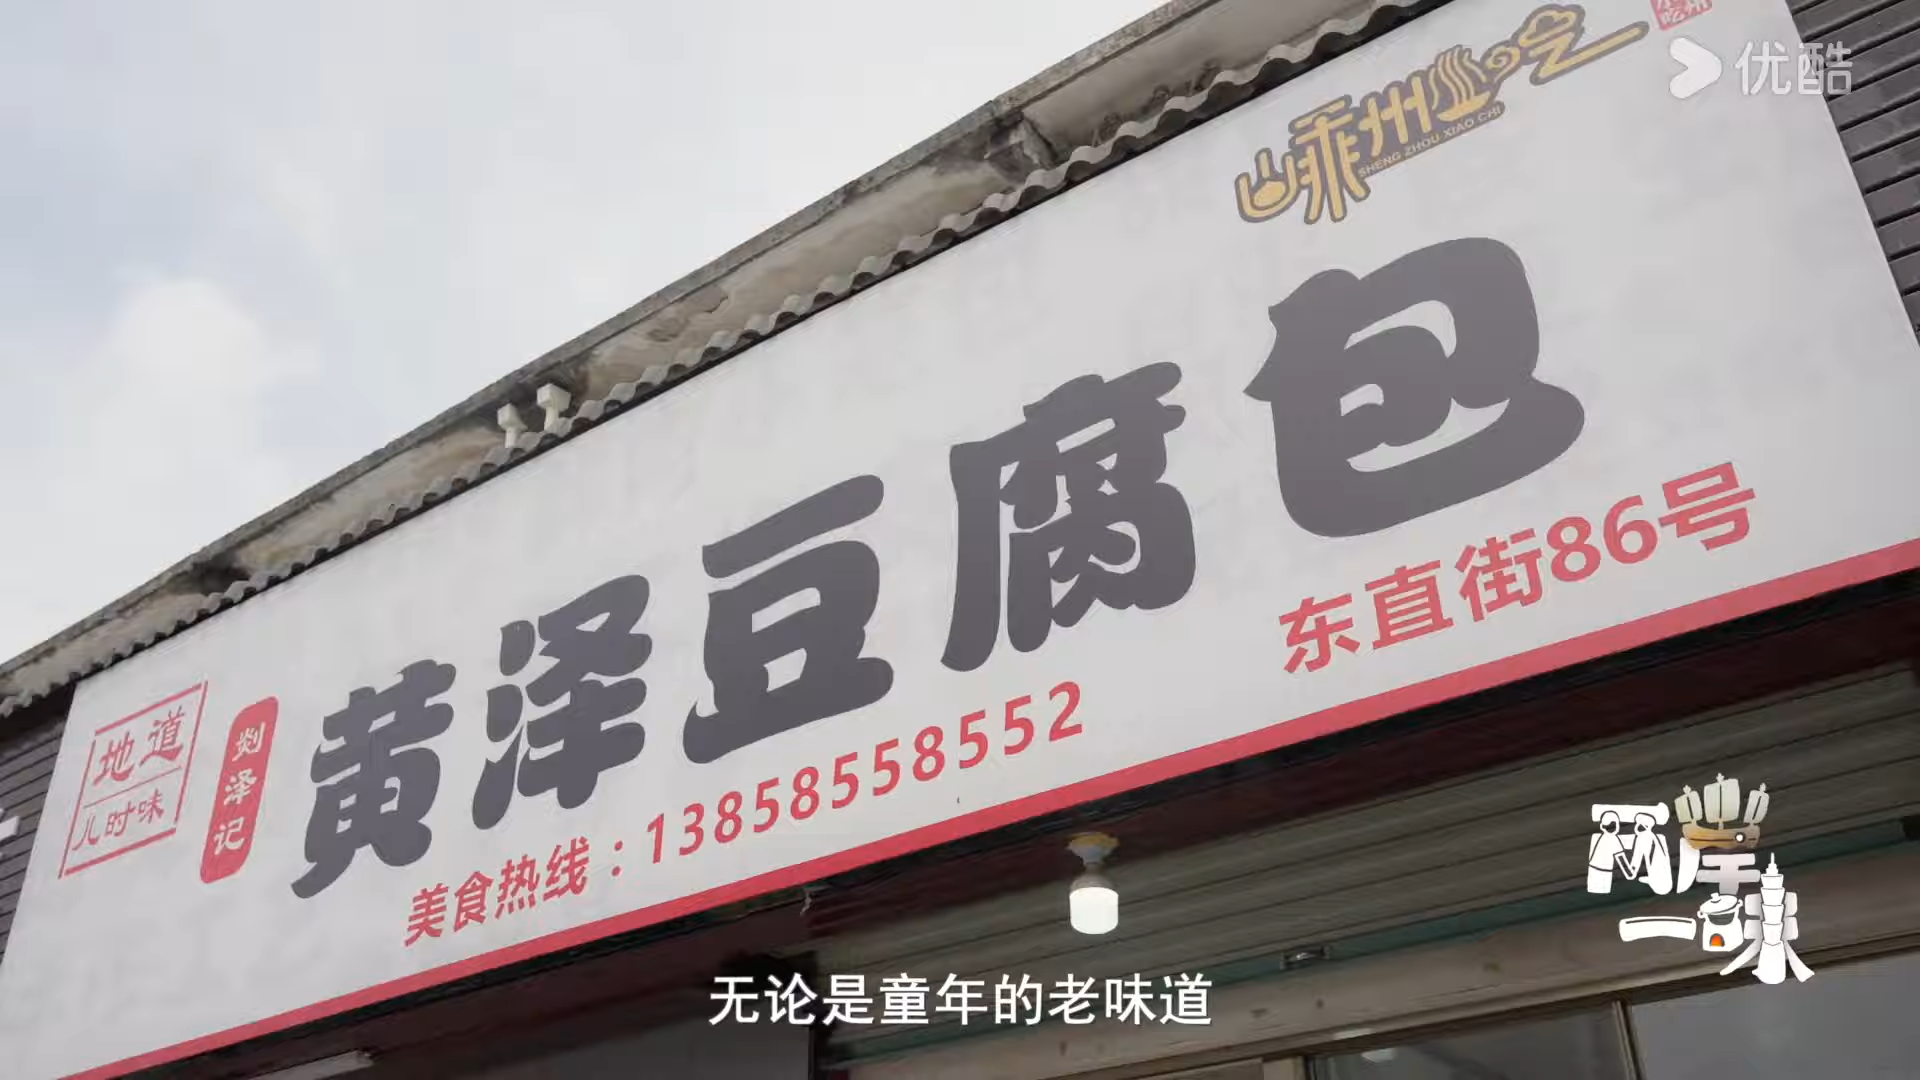 优酷
嵊州小吃
SHENG ZHOU XIAO CHI
黄泽豆腐包
地道
儿时味
剡泽记
东直街86号
美食热线：13858558552
两岸一味
无论是童年的老味道